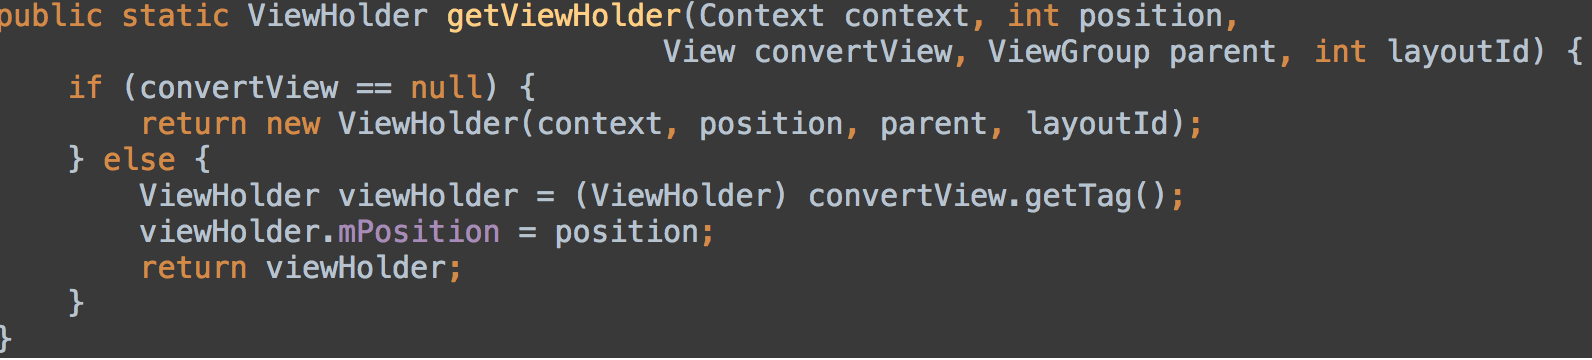 public static ViewHolder getViewHolder(Context context, int position,
View convertView, ViewGroup parent, int layoutId) {
if (convertView == null) {
return new ViewHolder(context, position, parent, layoutId);
} else {
ViewHolder viewHolder = (ViewHolder) convertView.getTag();
viewHolder.mPosition = position;
return viewHolder;
}
}